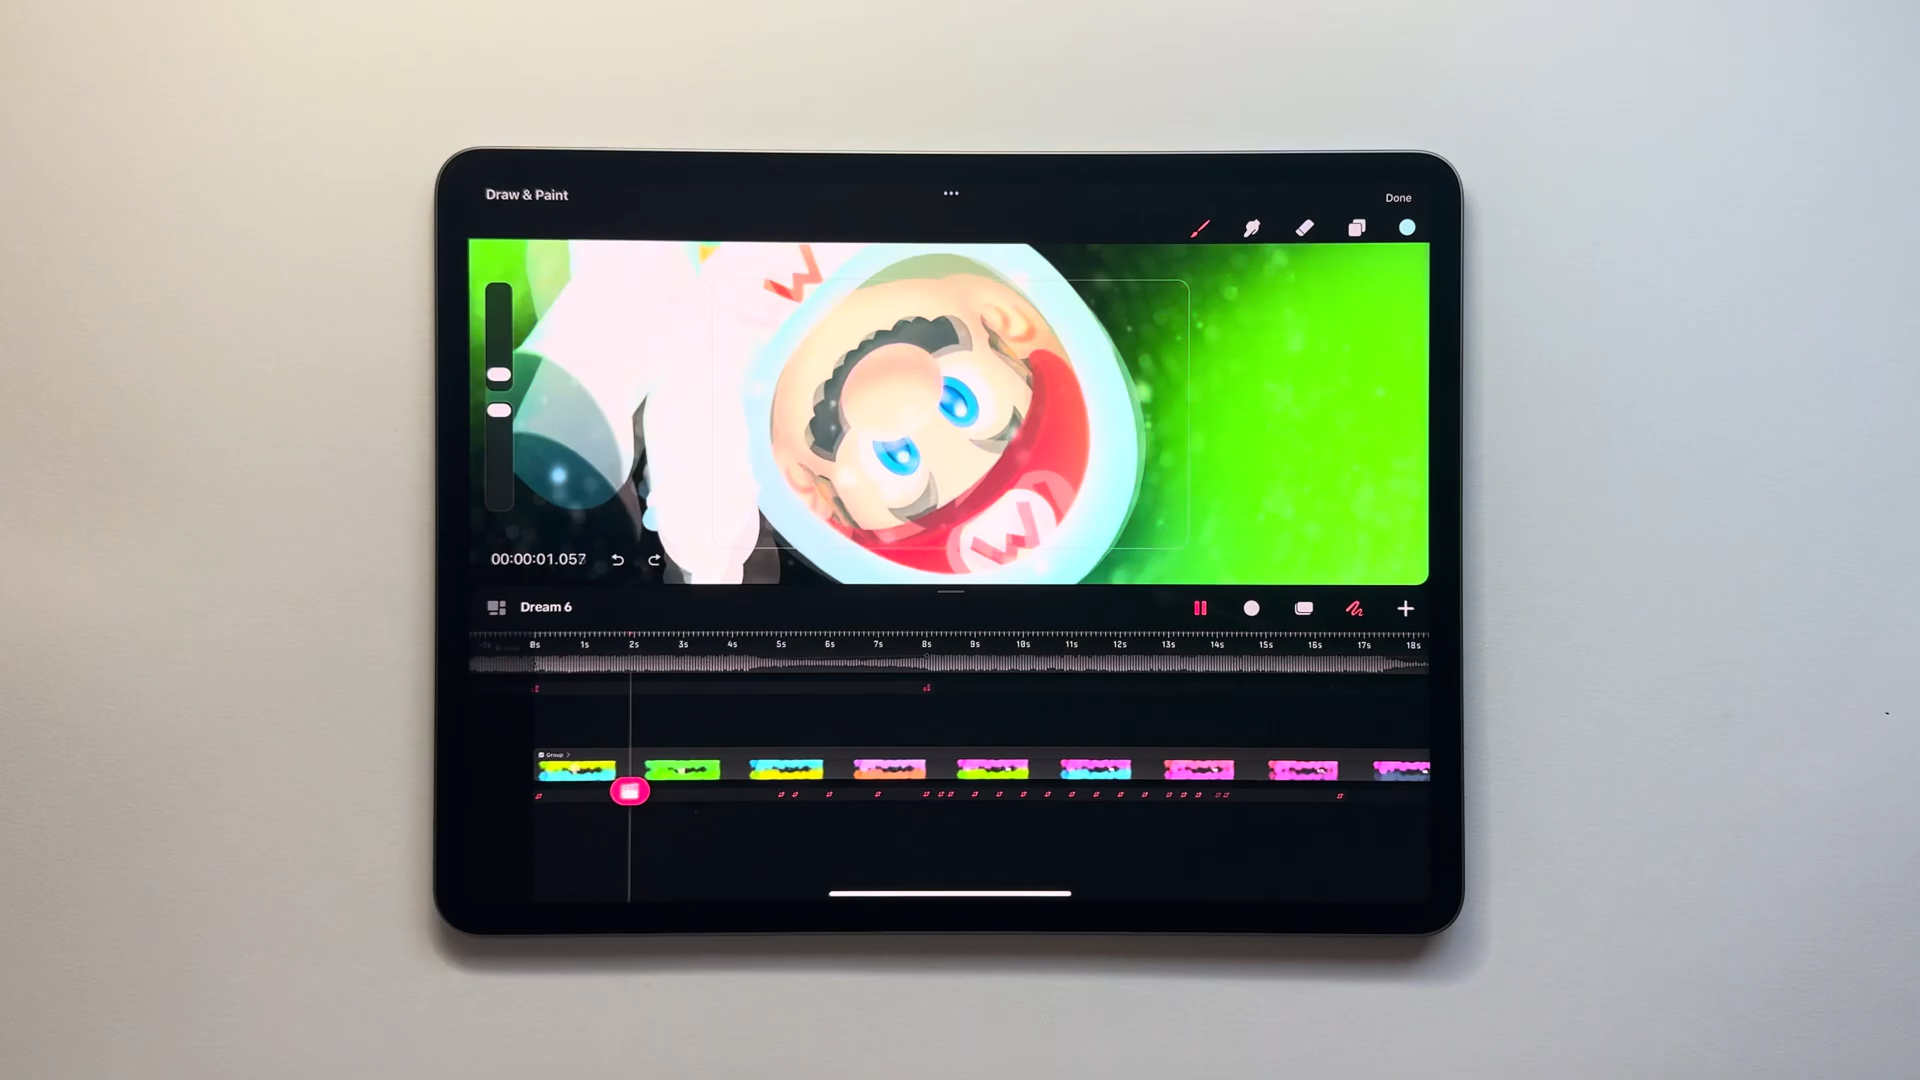 Draw & Paint
Done
W
W
00:00:01.057
Dream 6
0s 1s 2s 3s 4s 5s 6s 7s 8s 9s 10s 11s 12s 13s 14s 15s 16s 17s 18s
Group